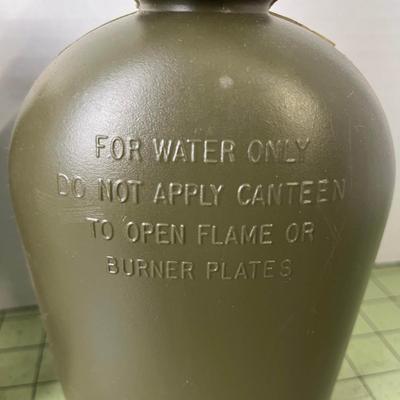 FOR WATER ONLY
DO NOT APPLY CANTEEN
TO OPEN FLAME OR
BURNER PLATES